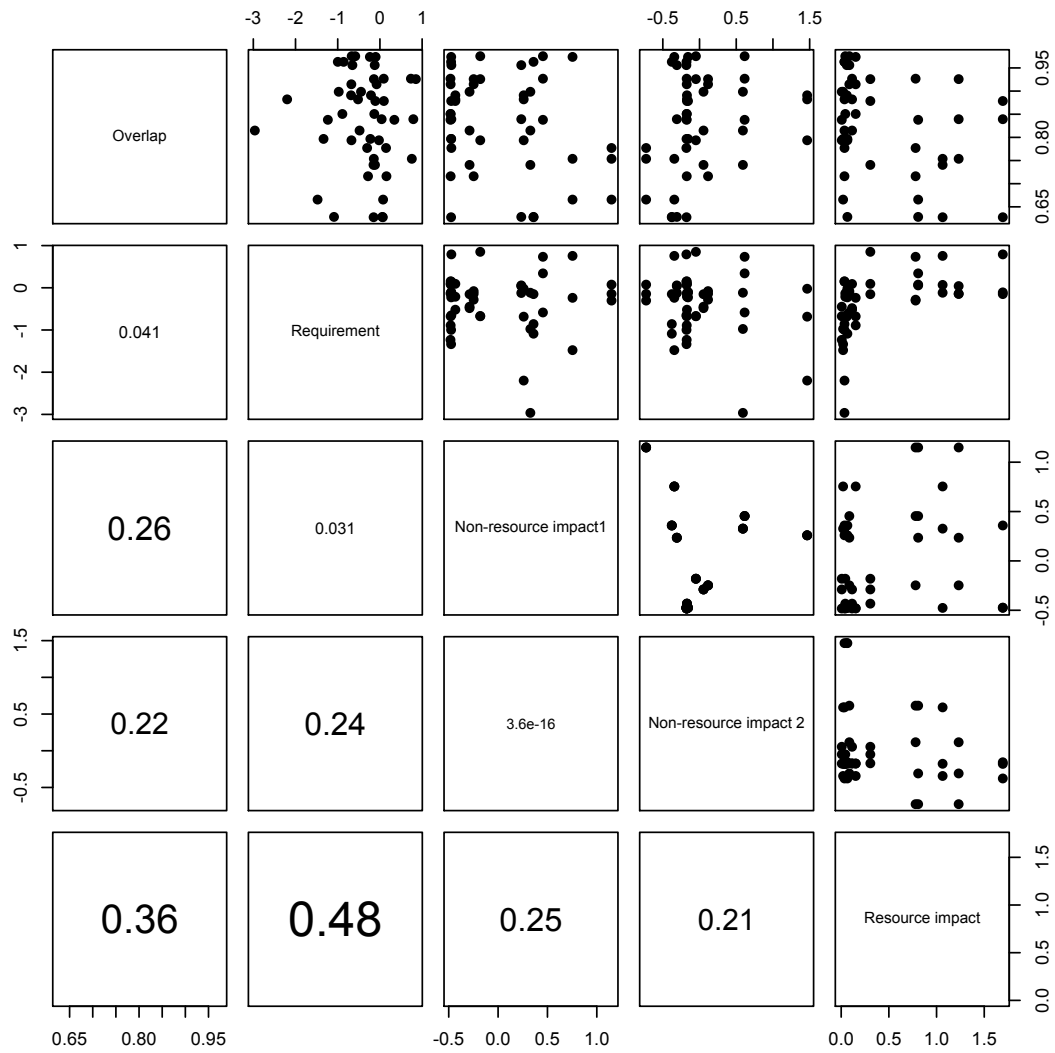 -3 -2 -1 0 1
-0.5 0.5 1.5
Overlap
0.65 0.80 0.95
-3 -2 -1 0 1
0.041
Requirement
0.26
0.031
Non-resource impact1
-0.5 0.0 0.5 1.0
-0.5 0.5 1.5
0.22
0.24
3.6e-16
Non-resource impact 2
0.36
0.48
0.25
0.21
Resource impact
0.0 0.5 1.0 1.5
0.65 0.80 0.95
-0.5 0.0 0.5 1.0
0.0 0.5 1.0 1.5